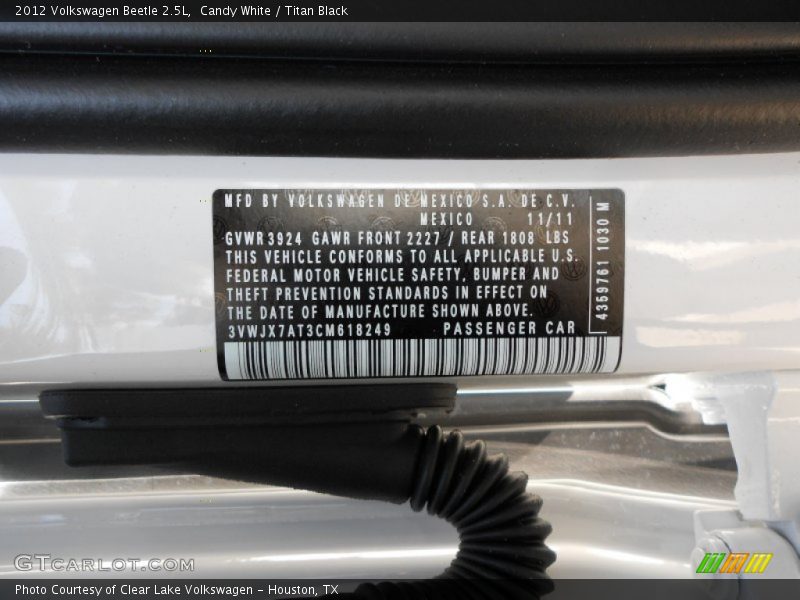 2012 Volkswagen Beetle 2.5L,  Candy White / Titan Black
MFD BY VOLKSWAGEN DE MEXICO S.A. DE C.V.
MEXICO 11/11
GVWR 3924 GAWR FRONT 2227 / REAR 1808 LBS
THIS VEHICLE CONFORMS TO ALL APPLICABLE U.S.
FEDERAL MOTOR VEHICLE SAFETY, BUMPER AND
THEFT PREVENTION STANDARDS IN EFFECT ON
THE DATE OF MANUFACTURE SHOWN ABOVE.
3VWJX7AT3CM618249 PASSENGER CAR
4359761 1030 M
GTCARLOT.COM
Photo Courtesy of Clear Lake Volkswagen – Houston, TX